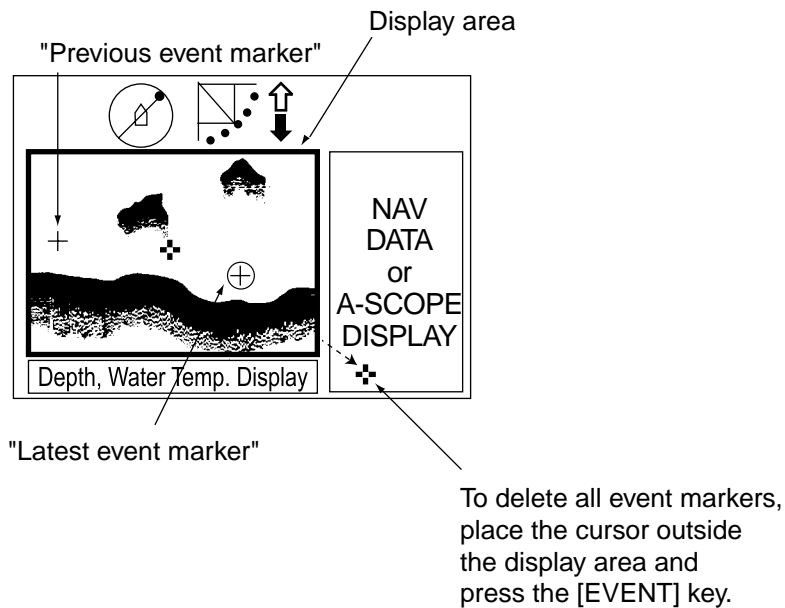 Display area
"Previous event marker"
NAV
DATA
or
A-SCOPE
DISPLAY
Depth, Water Temp. Display
"Latest event marker"
To delete all event markers,
place the cursor outside
the display area and
press the [EVENT] key.